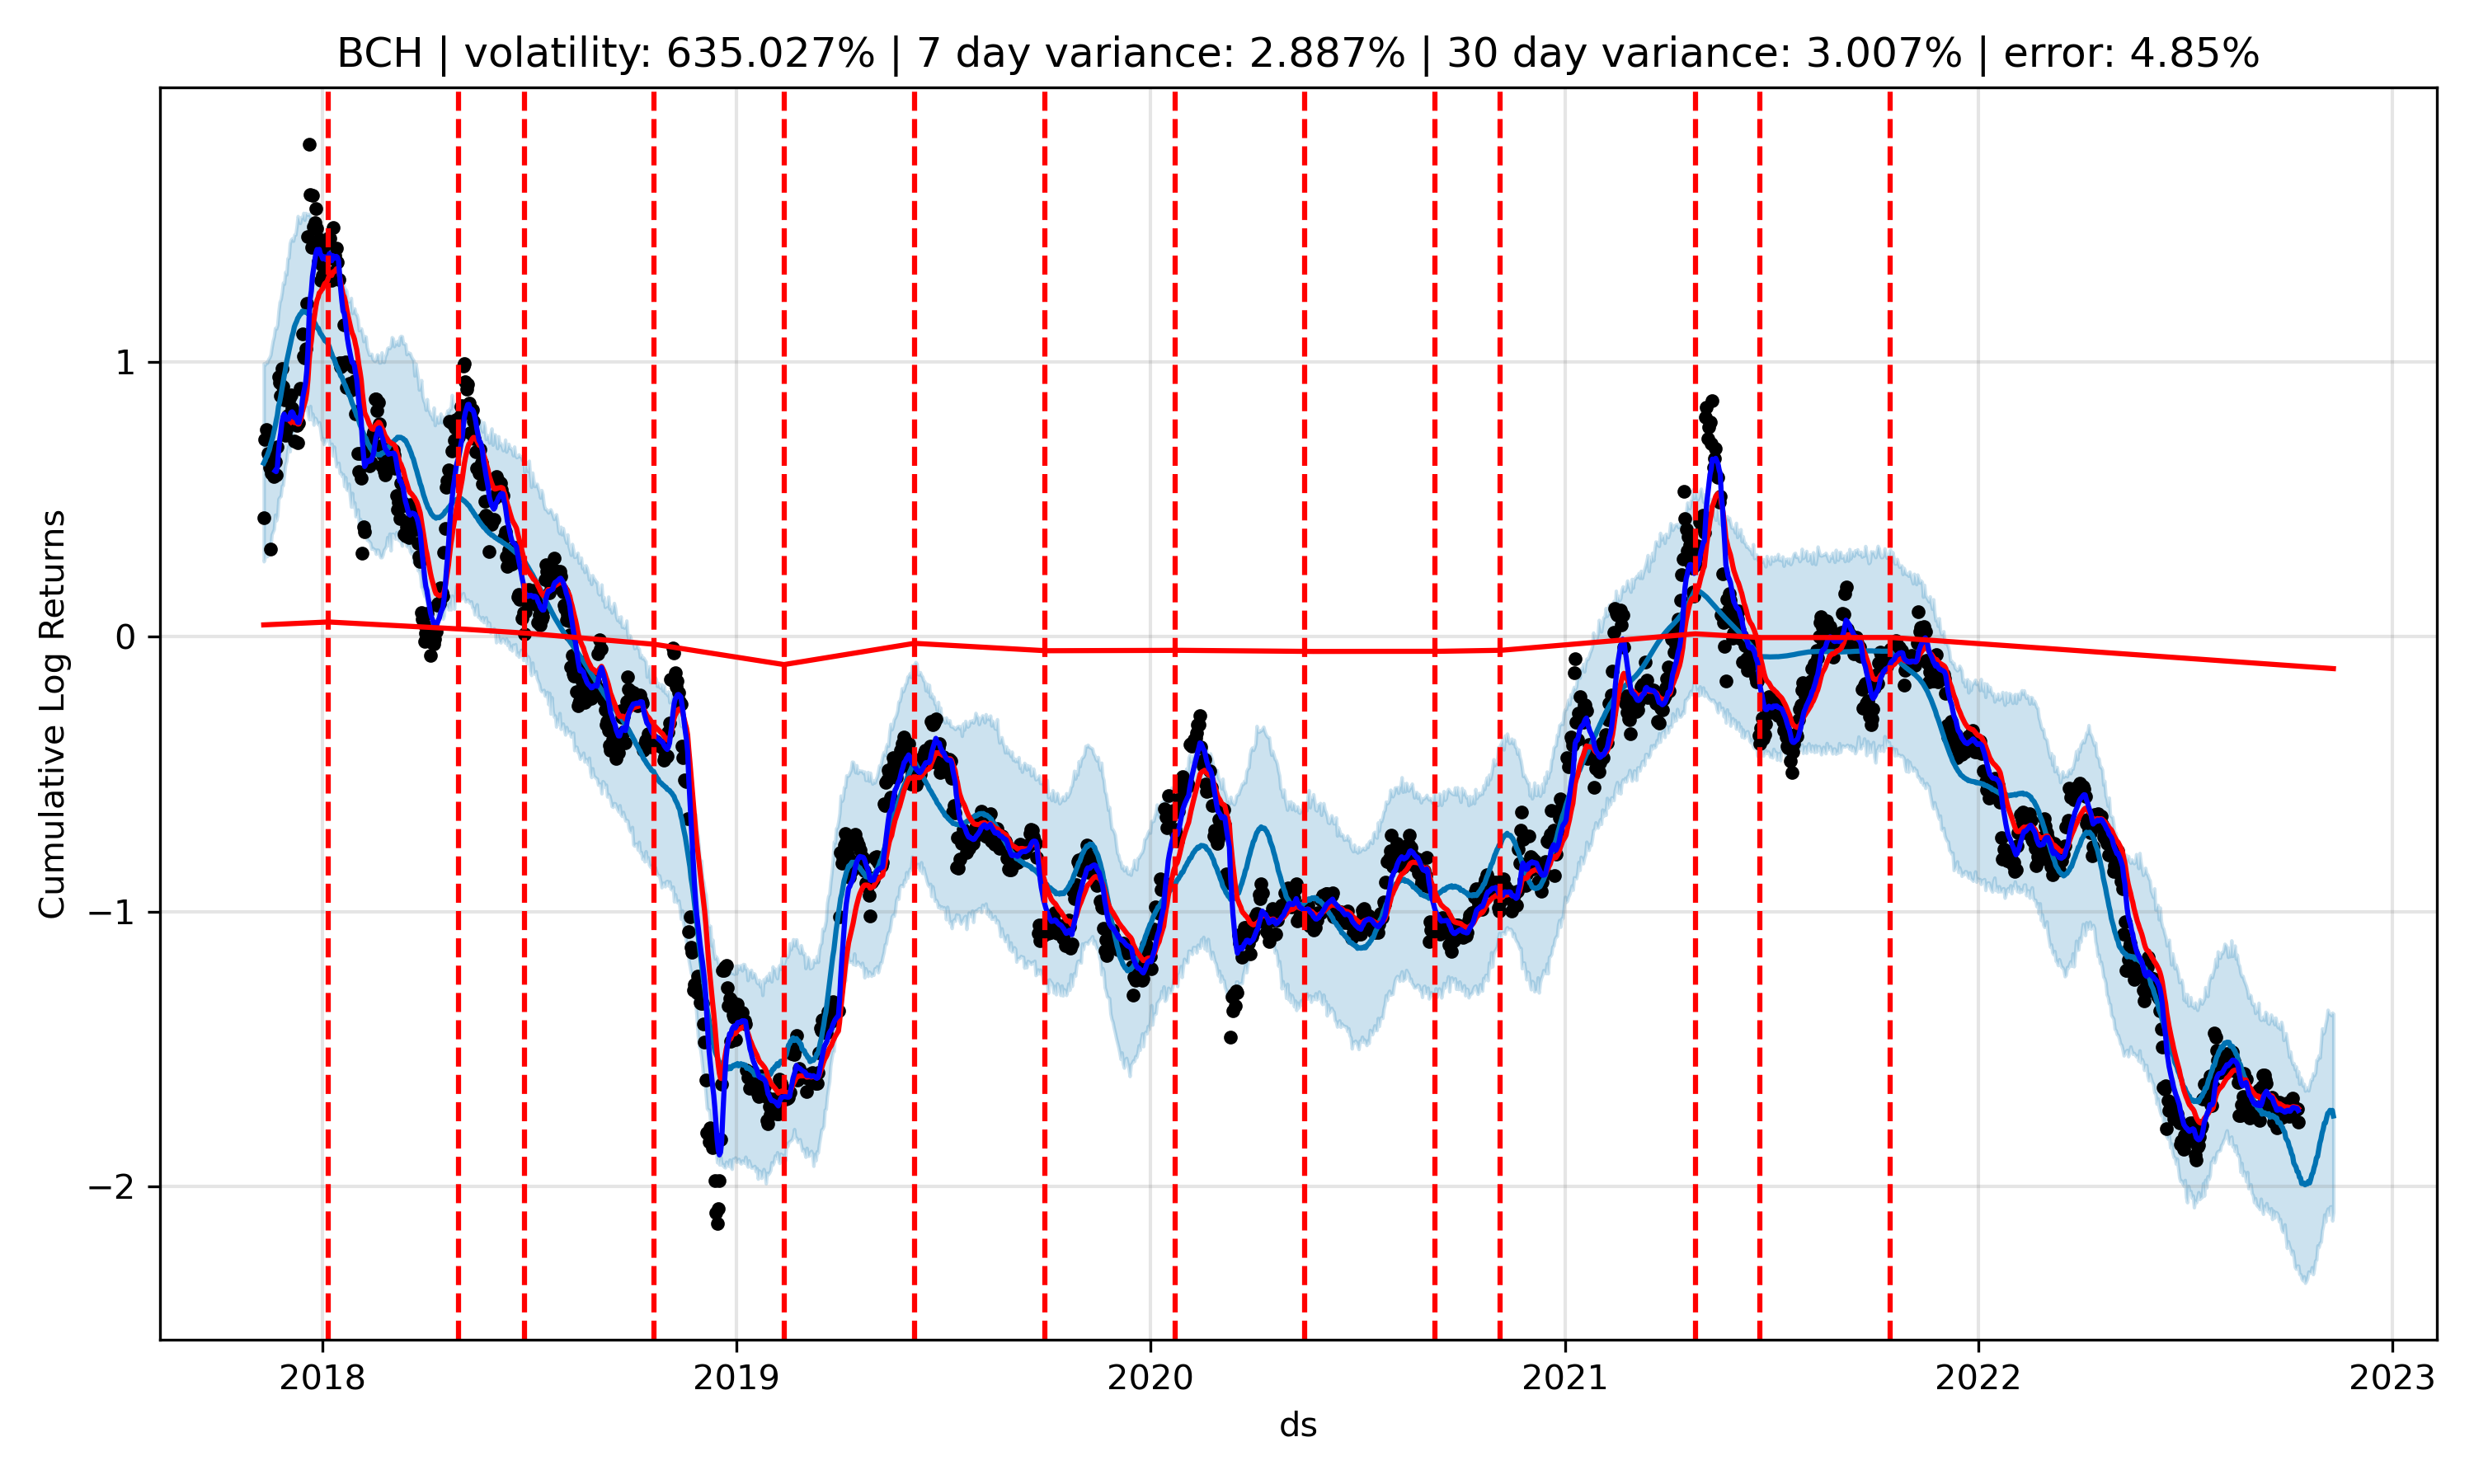 BCH | volatility: 635.027% | 7 day variance: 2.887% | 30 day variance: 3.007% | error: 4.85%
Cumulative Log Returns
1
0
−1
−2
2018 2019 2020 2021 2022 2023
ds